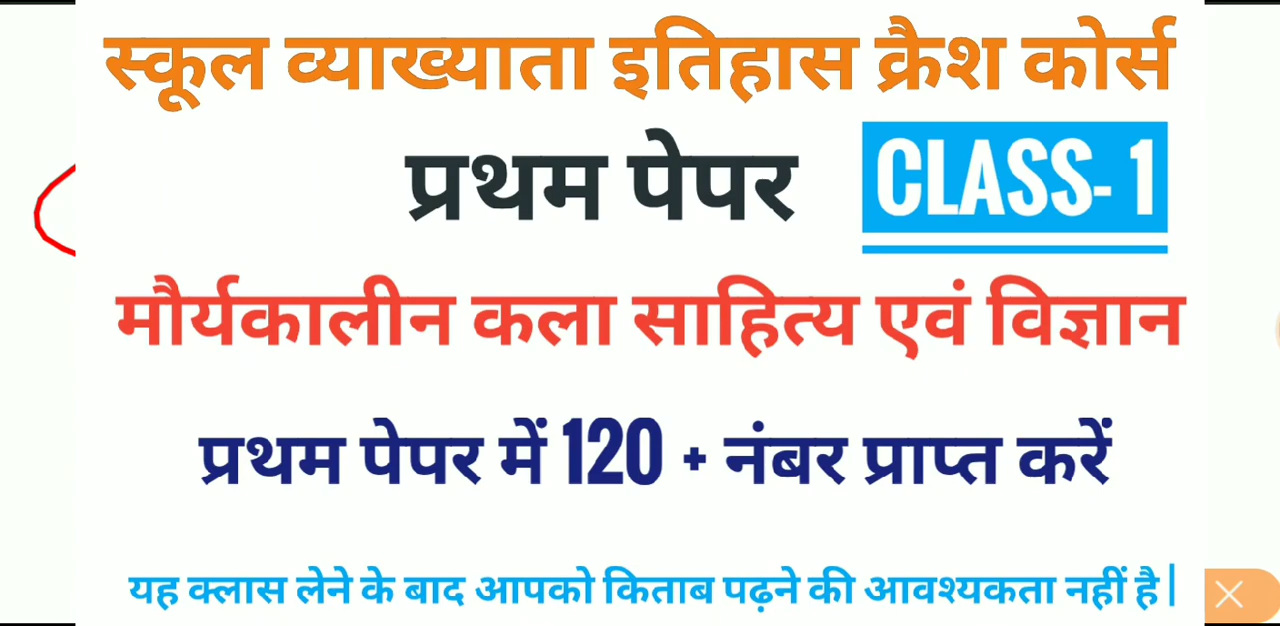 स्कूल व्याख्याता इतिहास क्रैश कोर्स
प्रथम पेपर CLASS- 1
मौर्यकालीन कला साहित्य एवं विज्ञान
प्रथम पेपर में 120 + नंबर प्राप्त करें
यह क्लास लेने के बाद आपको किताब पढ़ने की आवश्यकता नहीं है|